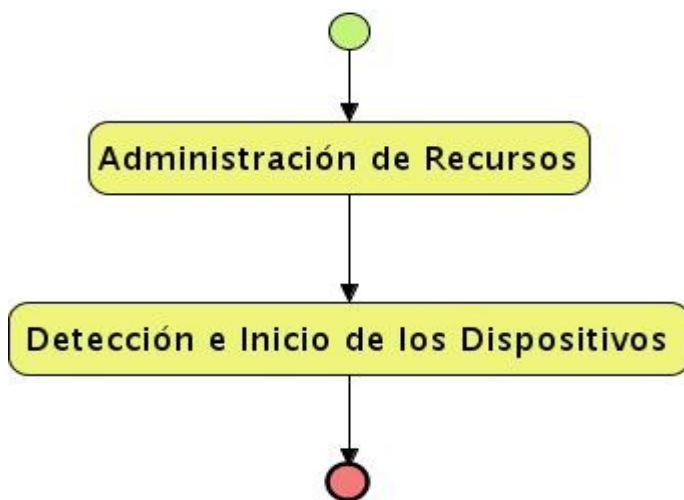 Administración de Recursos
Detección e Inicio de los Dispositivos